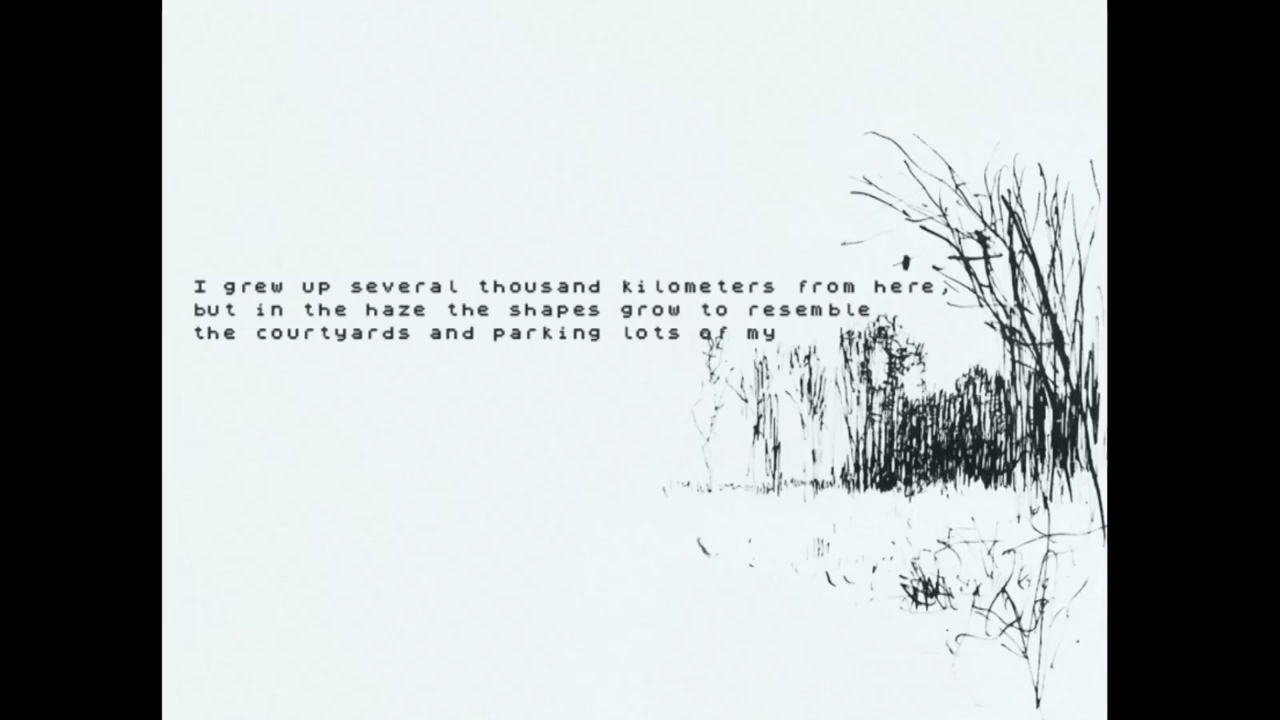 I grew up several thousand kilometers from here,
but in the haze the shapes grow to resemble
the courtyards and parking lots of my